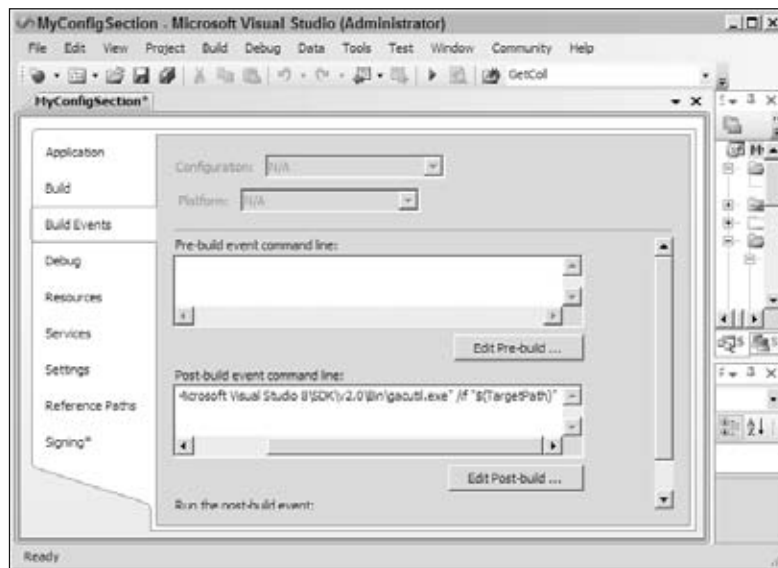 MyConfigSection - Microsoft Visual Studio (Administrator)
File Edit View Project Build Debug Data Tools Test Window Community Help
GetColl
MyConfigSection*
Application
Build
Build Events
Debug
Resources
Services
Settings
Reference Paths
Signing*
Configuration: N/A
Platform: N/A
Pre-build event command line:
Edit Pre-build ...
Post-build event command line:
Microsoft Visual Studio 8\SDK\v2.0\Bin\gacutil.exe" /if "$(TargetPath)"
Edit Post-build ...
Run the post-build event:
Ready